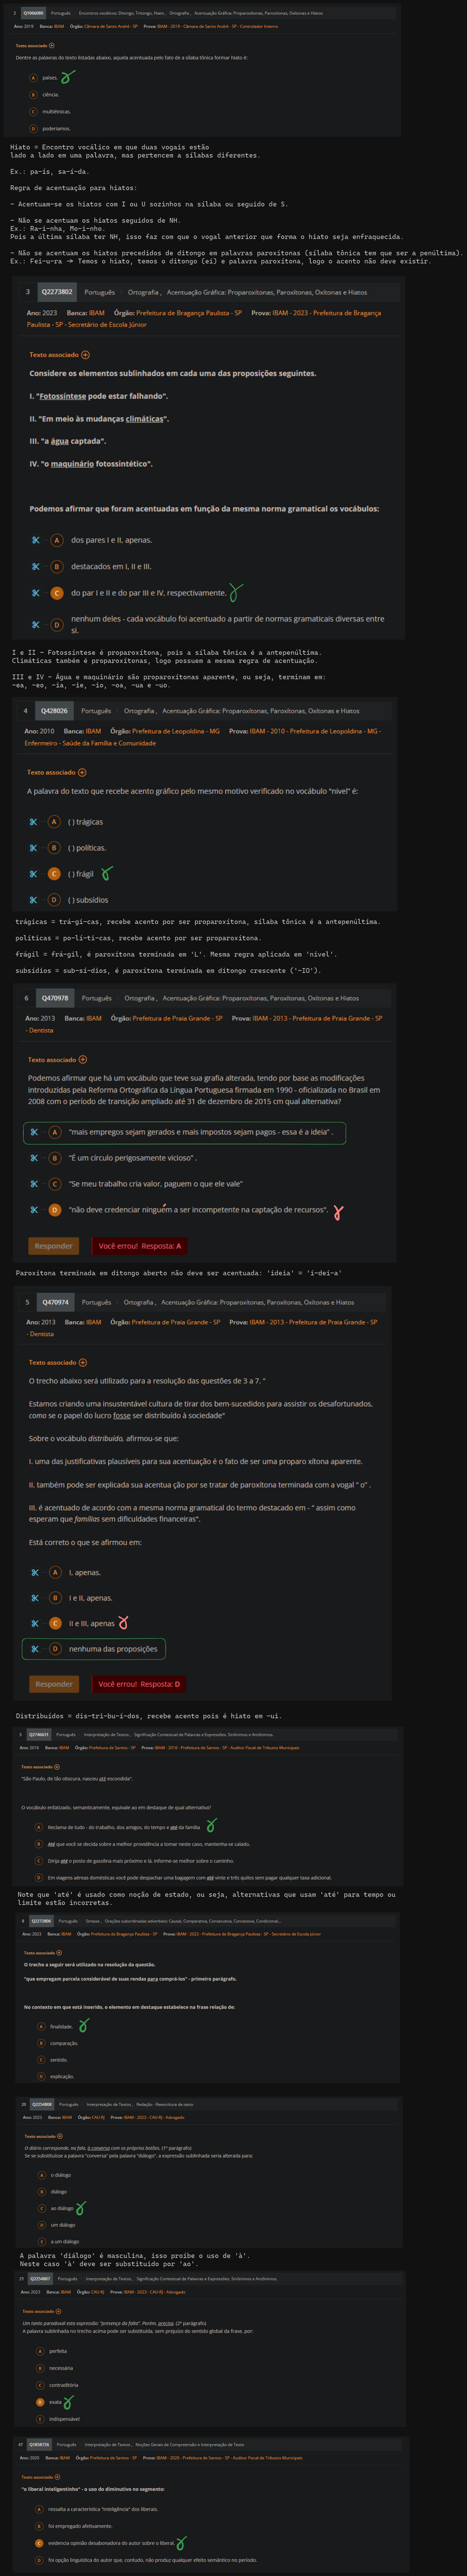 2 Q1066080 Português Encontros vocálicos: Ditongo, Tritongo, Hiato , Ortografia , Acentuação Gráfica: Proparoxítonas, Paroxítonas, Oxítonas e Hiatos
Ano: 2019 Banca: IBAM Órgão: Câmara de Santo André - SP Prova: IBAM - 2019 - Câmara de Santo André - SP - Controlador Interno
Texto associado
Dentre as palavras do texto listadas abaixo, aquela acentuada pelo fato de a sílaba tônica formar hiato é:
A países.
B ciência.
C multiétnicas.
D poderíamos.
Hiato = Encontro vocálico em que duas vogais estão
lado a lado em uma palavra, mas pertencem a sílabas diferentes.
Ex.: pa-ís, sa-í-da.
Regra de acentuação para hiatos:
- Acentuam-se os hiatos com I ou U sozinhos na sílaba ou seguido de S.
- Não se acentuam os hiatos seguidos de NH.
Ex.: Ra-i-nha, Mo-i-nho.
Pois a última sílaba ter NH, isso faz com que o vogal anterior que forma o hiato seja enfraquecida.
- Não se acentuam os hiatos precedidos de ditongo em palavras paroxítonas (sílaba tônica tem que ser a penúltima).
Ex.: Fei-u-ra -> Temos o hiato, temos o ditongo (ei) e palavra paroxítona, logo o acento não deve existir.
3 Q2273802 Português Ortografia , Acentuação Gráfica: Proparoxítonas, Paroxítonas, Oxítonas e Hiatos
Ano: 2023 Banca: IBAM Órgão: Prefeitura de Bragança Paulista - SP Prova: IBAM - 2023 - Prefeitura de Bragança
Paulista - SP - Secretário de Escola Júnior
Texto associado
Considere os elementos sublinhados em cada uma das proposições seguintes.
I. "Fotossíntese pode estar falhando".
II. "Em meio às mudanças climáticas".
III. "a água captada".
IV. "o maquinário fotossintético".
Podemos afirmar que foram acentuadas em função da mesma norma gramatical os vocábulos:
A dos pares I e II, apenas.
B destacados em I, II e III.
C do par I e II e do par III e IV, respectivamente.
D nenhum deles - cada vocábulo foi acentuado a partir de normas gramaticais diversas entre
si.
I e II - Fotossíntese é proparoxítona, pois a sílaba tônica é a antepenúltima.
Climáticas também é proparoxítonas, logo possuem a mesma regra de acentuação.
III e IV - Água e maquinário são proparoxítonas aparente, ou seja, terminam em:
-ea, -eo, -ia, -ie, -io, -oa, -ua e -uo.
4 Q428026 Português Ortografia , Acentuação Gráfica: Proparoxítonas, Paroxítonas, Oxítonas e Hiatos
Ano: 2010 Banca: IBAM Órgão: Prefeitura de Leopoldina - MG Prova: IBAM - 2010 - Prefeitura de Leopoldina - MG -
Enfermeiro - Saúde da Família e Comunidade
Texto associado
A palavra do texto que recebe acento gráfico pelo mesmo motivo verificado no vocábulo "nível" é:
A ( ) trágicas
B ( ) políticas.
C ( ) frágil
D ( ) subsídios
trágicas = trá-gi-cas, recebe acento por ser proparoxítona, sílaba tônica é a antepenúltima.
políticas = po-lí-ti-cas, recebe acento por ser proparoxítona.
frágil = frá-gil, é paroxítona terminada em 'L'. Mesma regra aplicada em 'nível'.
subsídios = sub-sí-dios, é paroxítona terminada em ditongo crescente ('-IO').
6 Q470978 Português Ortografia , Acentuação Gráfica: Proparoxítonas, Paroxítonas, Oxítonas e Hiatos
Ano: 2013 Banca: IBAM Órgão: Prefeitura de Praia Grande - SP Prova: IBAM - 2013 - Prefeitura de Praia Grande - SP
- Dentista
Texto associado
Podemos afirmar que há um vocábulo que teve sua grafia alterada, tendo por base as modificações
introduzidas pela Reforma Ortográfica da Língua Portuguesa firmada em 1990 - oficializada no Brasil em
2008 com o período de transição ampliado até 31 de dezembro de 2015 cm qual alternativa?
A "mais empregos sejam gerados e mais impostos sejam pagos - essa é a ideia" .
B "É um círculo perigosamente vicioso" .
C "Se meu trabalho cria valor, paguem o que ele vale"
D "não deve credenciar ninguém a ser incompetente na captação de recursos".
Responder Você errou! Resposta: A
Paroxítona terminada em ditongo aberto não deve ser acentuada: 'ideia' = i-dei-a'
5 Q470974 Português Ortografia , Acentuação Gráfica: Proparoxítonas, Paroxítonas, Oxítonas e Hiatos
Ano: 2013 Banca: IBAM Órgão: Prefeitura de Praia Grande - SP Prova: IBAM - 2013 - Prefeitura de Praia Grande - SP
- Dentista
Texto associado
O trecho abaixo será utilizado para a resolução das questões de 3 a 7. "
Estamos criando uma insustentável cultura de tirar dos bem-sucedidos para assistir os desafortunados,
como se o papel do lucro fosse ser distribuído à sociedade"
Sobre o vocábulo distribuído, afirmou-se que:
I. uma das justificativas plausíveis para sua acentuação é o fato de ser uma proparo xítona aparente.
II. também pode ser explicada sua acentua ção por se tratar de paroxítona terminada com a vogal " o" .
III. é acentuado de acordo com a mesma norma gramatical do termo destacado em - " assim como
esperam que famílias sem dificuldades financeiras".
Está correto o que se afirmou em:
A I, apenas.
B I e II, apenas.
C II e III, apenas
D nenhuma das proposições
Responder Você errou! Resposta: D
Distribuídos = dis-tri-bu-í-dos, recebe acento pois é hiato em -uí.
3 Q2746631 Português Interpretação de Textos , Significação Contextual de Palavras e Expressões. Sinônimos e Antônimos.
Ano: 2016 Banca: IBAM Órgão: Prefeitura de Santos - SP Prova: IBAM - 2016 - Prefeitura de Santos - SP - Auditor Fiscal de Tributos Municipais
Texto associado
"São Paulo, de tão obscura, nasceu até escondida".
O vocábulo enfatizado, semanticamente, equivale ao em destaque de qual alternativa?
A Reclama de tudo - do trabalho, dos amigos, do tempo e até da família
B Até que você se decida sobre a melhor providência a tomar neste caso, mantenha-se calado.
C Dirija até o posto de gasolina mais próximo e lá, informe-se melhor sobre o caminho.
D Em viagens aéreas domésticas você pode despachar uma bagagem com até vinte e três quilos sem pagar qualquer taxa adicional.
Note que 'até' é usado como noção de estado, ou seja, alternativas que usam 'até' para tempo ou
limite estão incorretas.
8 Q2273806 Português Sintaxe , Orações subordinadas adverbiais: Causal, Comparativa, Consecutiva, Concessiva, Condicional...
Ano: 2023 Banca: IBAM Órgão: Prefeitura de Bragança Paulista - SP Prova: IBAM - 2023 - Prefeitura de Bragança Paulista - SP - Secretário de Escola Júnior
Texto associado
O trecho a seguir será utilizado na resolução da questão.
"que empregam parcela considerável de suas rendas para comprá-los" - primeiro parágrafo.
No contexto em que está inserido, o elemento em destaque estabelece na frase relação de:
A finalidade.
B comparação.
C sentido.
D explicação.
20 Q2254808 Português Interpretação de Textos , Redação - Reescritura de texto
Ano: 2023 Banca: IBAM Órgão: CAU-RJ Prova: IBAM - 2023 - CAU-RJ - Advogado
Texto associado
O diário corresponde, na fala, à conversa com os próprios botões. (1º parágrafo)
Se se substituísse a palavra "conversa" pela palavra "diálogo", a expressão sublinhada seria alterada para:
A o diálogo
B diálogo
C ao diálogo
D um diálogo
E a um diálogo
A palavra 'diálogo' é masculina, isso proíbe o uso de 'à'.
Neste caso 'à' deve ser substituído por 'ao'.
21 Q2254807 Português Interpretação de Textos , Significação Contextual de Palavras e Expressões. Sinônimos e Antônimos.
Ano: 2023 Banca: IBAM Órgão: CAU-RJ Prova: IBAM - 2023 - CAU-RJ - Advogado
Texto associado
Um tanto paradoxal esta expressão: "presença da falta". Porém, precisa. (2º parágrafo)
A palavra sublinhada no trecho acima pode ser substituída, sem prejuízo do sentido global da frase, por:
A perfeita
B necessária
C contraditória
D exata
E indispensável
47 Q1858726 Português Interpretação de Textos , Noções Gerais de Compreensão e Interpretação de Texto
Ano: 2020 Banca: IBAM Órgão: Prefeitura de Santos - SP Prova: IBAM - 2020 - Prefeitura de Santos - SP - Auditor Fiscal de Tributos Municipais
Texto associado
"o liberal inteligentinho" - o uso do diminutivo no segmento:
A ressalta a característica "inteligência" dos liberais.
B foi empregado afetivamente.
C evidencia opinião desabonadora do autor sobre o liberal.
D foi opção linguística do autor que, contudo, não produz qualquer efeito semântico no período.